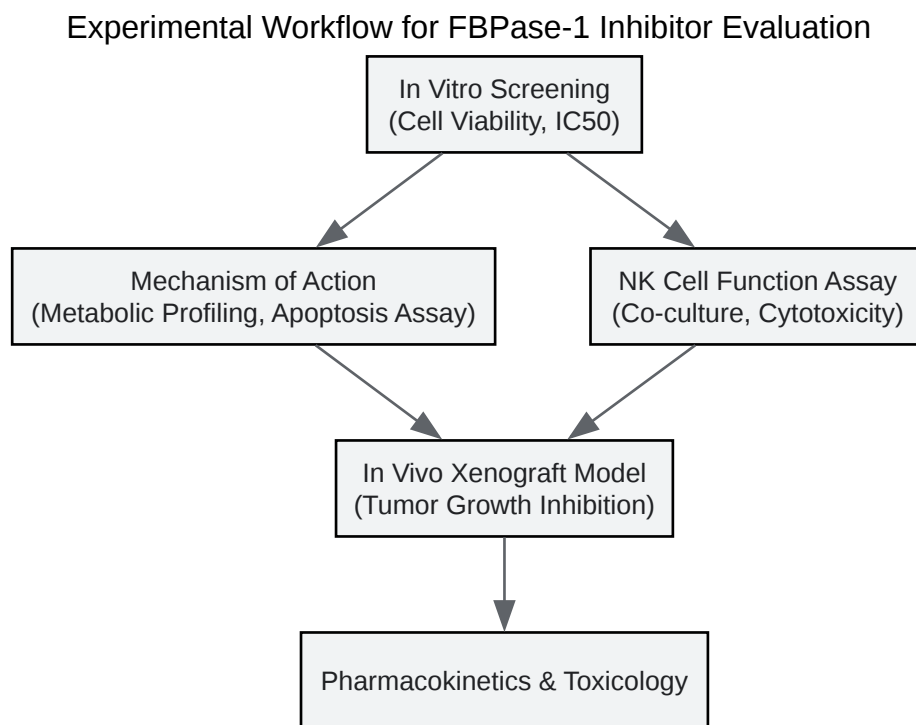 Experimental Workflow for FBPase-1 Inhibitor Evaluation
In Vitro Screening
(Cell Viability, IC50)
Mechanism of Action
(Metabolic Profiling, Apoptosis Assay)
NK Cell Function Assay
(Co-culture, Cytotoxicity)
In Vivo Xenograft Model
(Tumor Growth Inhibition)
Pharmacokinetics & Toxicology